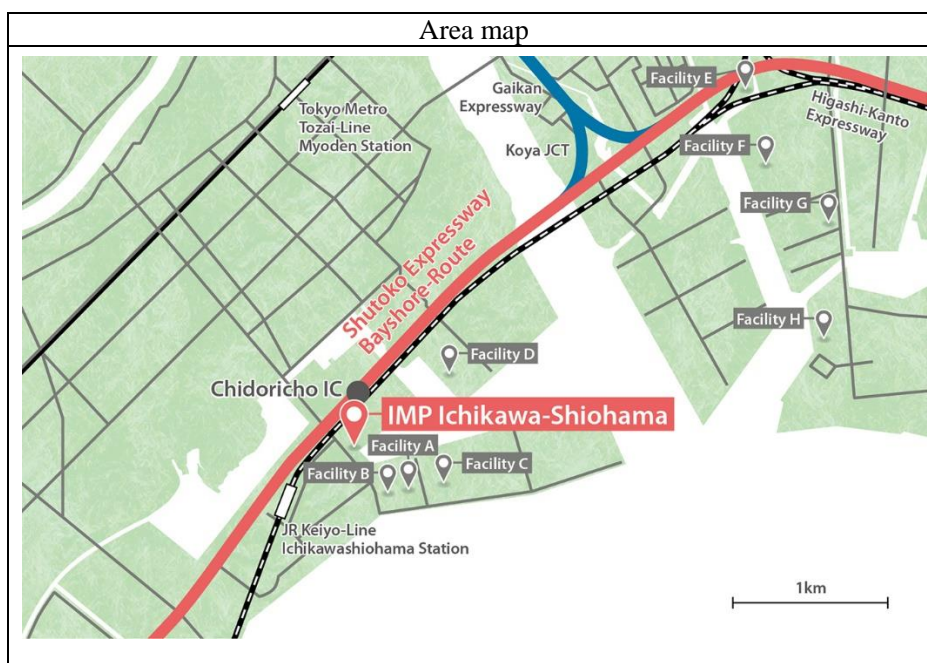 Area map
Facility E
Gaikan
Expressway
Higashi-Kanto
Expressway
Tokyo Metro
Tozai-Line
Myoden Station
Koya JCT
Facility F
Facility G
Shutoko Expressway
Bayshore-Route
Facility H
Facility D
Chidoricho IC
IMP Ichikawa-Shiohama
Facility A
Facility B
Facility C
JR Keiyo-Line
Ichikawashiohama Station
1km